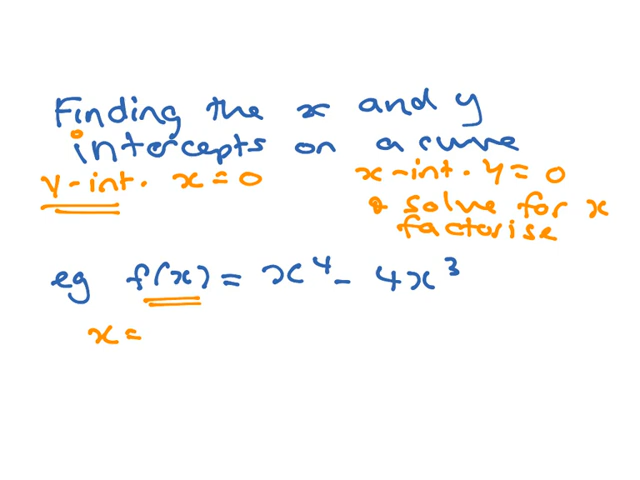 Finding the x and y
intercepts on a curve
y-int. x = 0
x-int. y = 0
& solve for x
factorise
eg f(x) = x⁴ - 4x³
x =